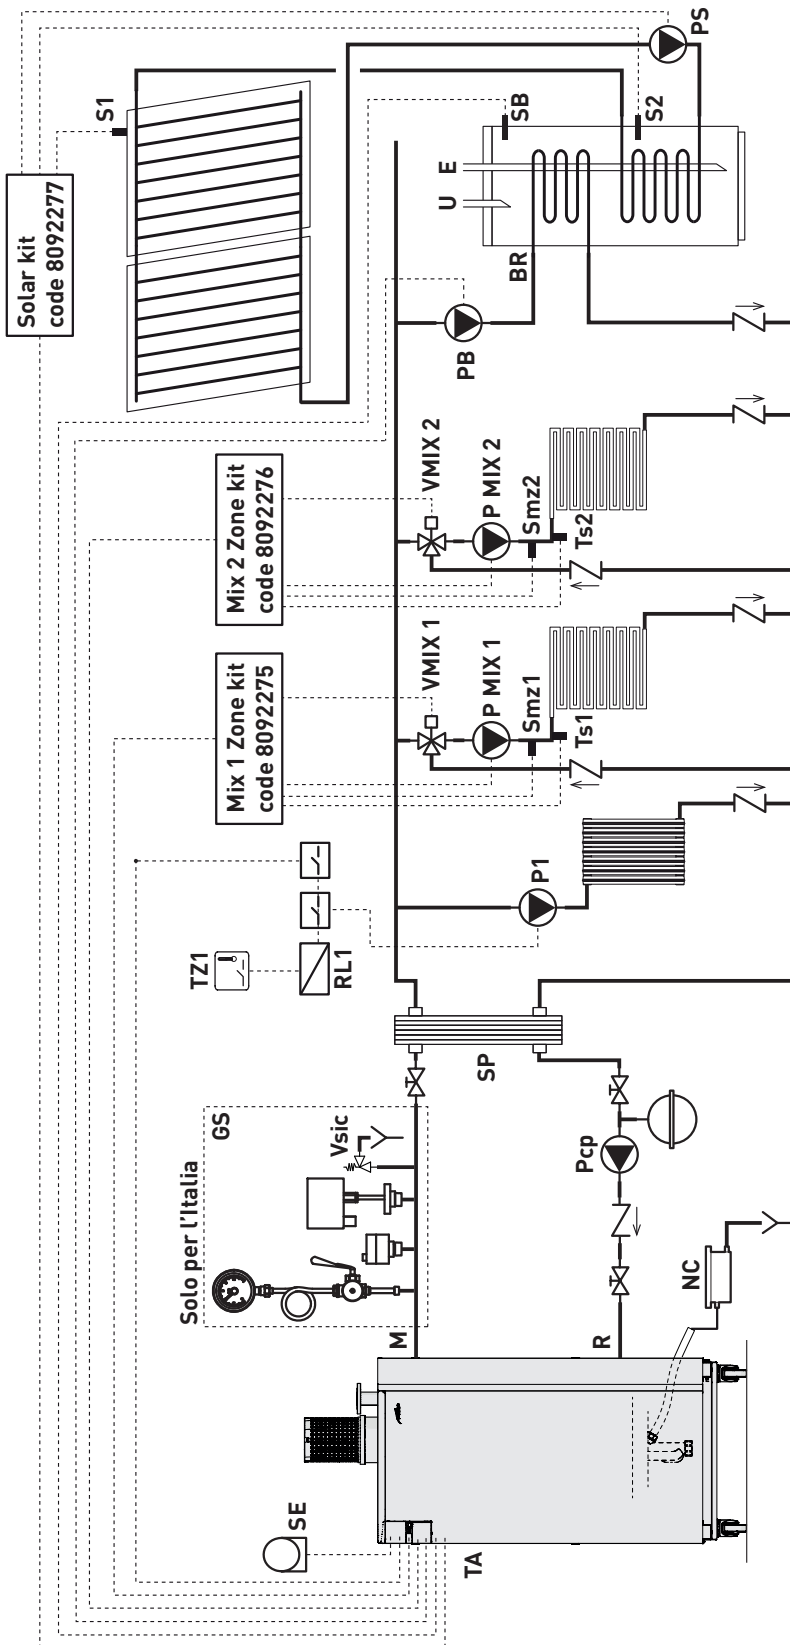 Solar kit
code 8092277
S1
PS
SB
S2
E
U
BR
PB
Mix 2 Zone kit
code 8092276
VMIX 2
P MIX 2
Smz2
Ts2
Mix 1 Zone kit
code 8092275
VMIX 1
P MIX 1
Smz1
Ts1
P1
TZ1
RL1
SP
GS
Solo per l'Italia
Vsic
Pcp
NC
M
R
SE
TA